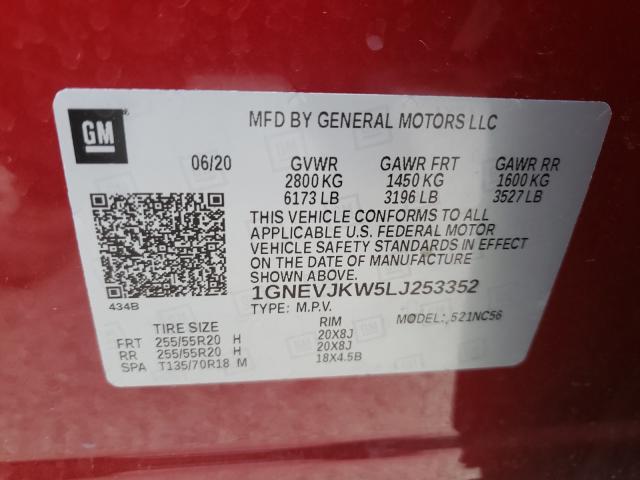 GM
MFD BY GENERAL MOTORS LLC
06/20 GVWR GAWR FRT GAWR RR
2800 KG 1450 KG 1600 KG
6173 LB 3196 LB 3527 LB
THIS VEHICLE CONFORMS TO ALL
APPLICABLE U.S. FEDERAL MOTOR
VEHICLE SAFETY STANDARDS IN EFFECT
ON THE DATE OF MANUFACTURE
SHOWN ABOVE.
434B
1GNEVJKW5LJ253352
TYPE: M.P.V. MODEL: ,521NC56
TIRE SIZE RIM
FRT 255/55R20 H 20X8J
RR 255/55R20 H 20X8J
SPA T135/70R18 M 18X4.5B